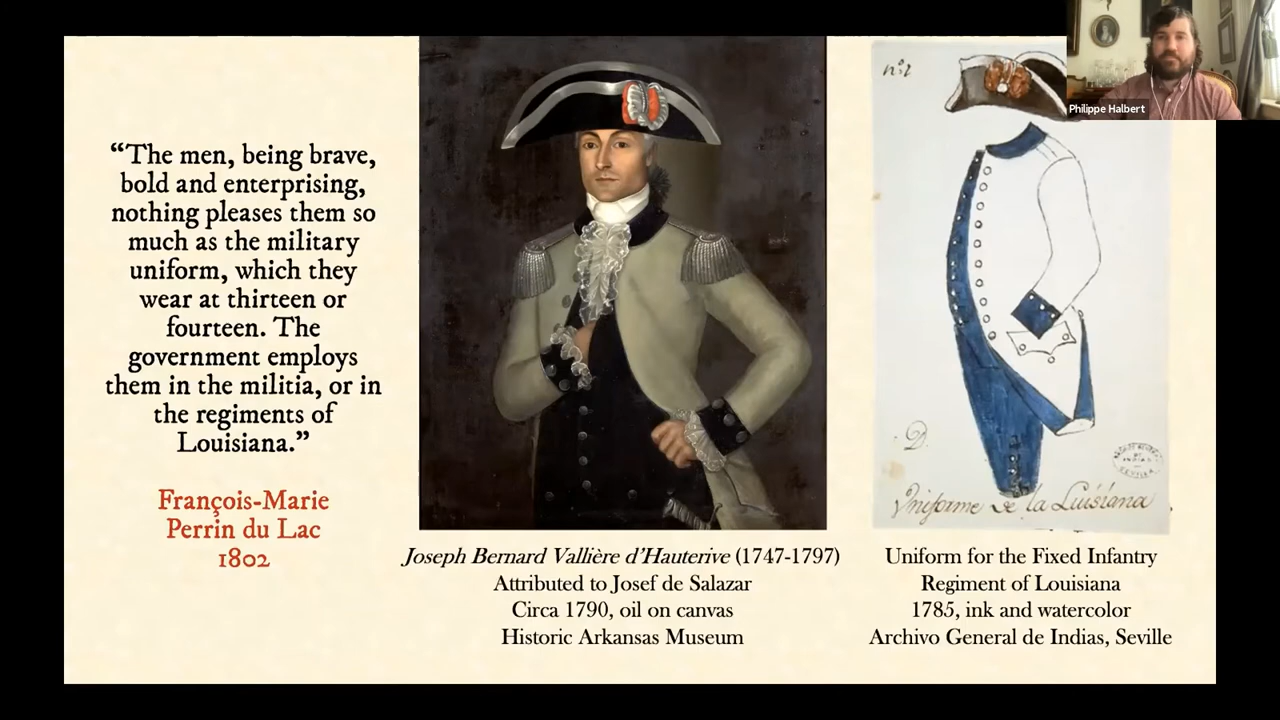 “The men, being brave,
bold and enterprising,
nothing pleases them so
much as the military
uniform, which they
wear at thirteen or
fourteen. The
government employs
them in the militia, or in
the regiments of
Louisiana.”
François-Marie
Perrin du Lac
1802
Joseph Bernard Vallière d’Hauterive (1747-1797)
Attributed to Josef de Salazar
Circa 1790, oil on canvas
Historic Arkansas Museum
D.
Uniforme de la Luisiana
Uniform for the Fixed Infantry
Regiment of Louisiana
1785, ink and watercolor
Archivo General de Indias, Seville
Philippe Halbert